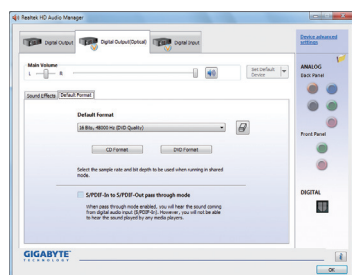 Realtek HD Audio Manager
Digital Output
Digital Output(Optical)
Digital Input
Device advanced settings
Main Volume
L
R
Set Default Device
ANALOG
Back Panel
Sound Effects
Default Format
Default Format
16 Bits, 48000 Hz (DVD Quality)
CD Format
DVD Format
Select the sample rate and bit depth to be used when running in shared
mode.
Front Panel
S/PDIF-In to S/PDIF-Out pass through mode
When pass through mode enabled, you will hear the sound coming
from digital audio input (S/PDIF-In). However, you will not be able
to hear the sound played by any media players.
DIGITAL
GIGABYTE
TECHNOLOGY
OK